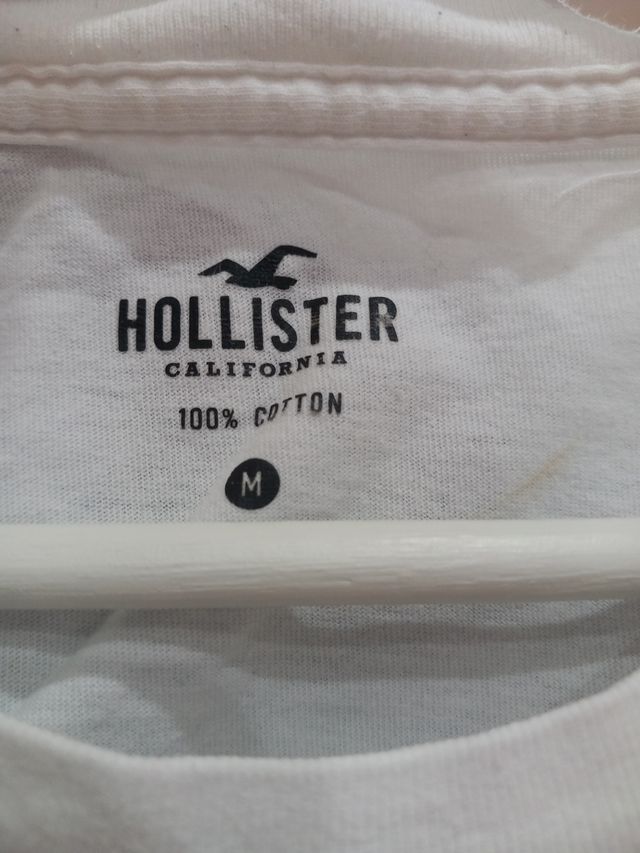 HOLLISTER
CALIFORNIA
100% COTTON
M